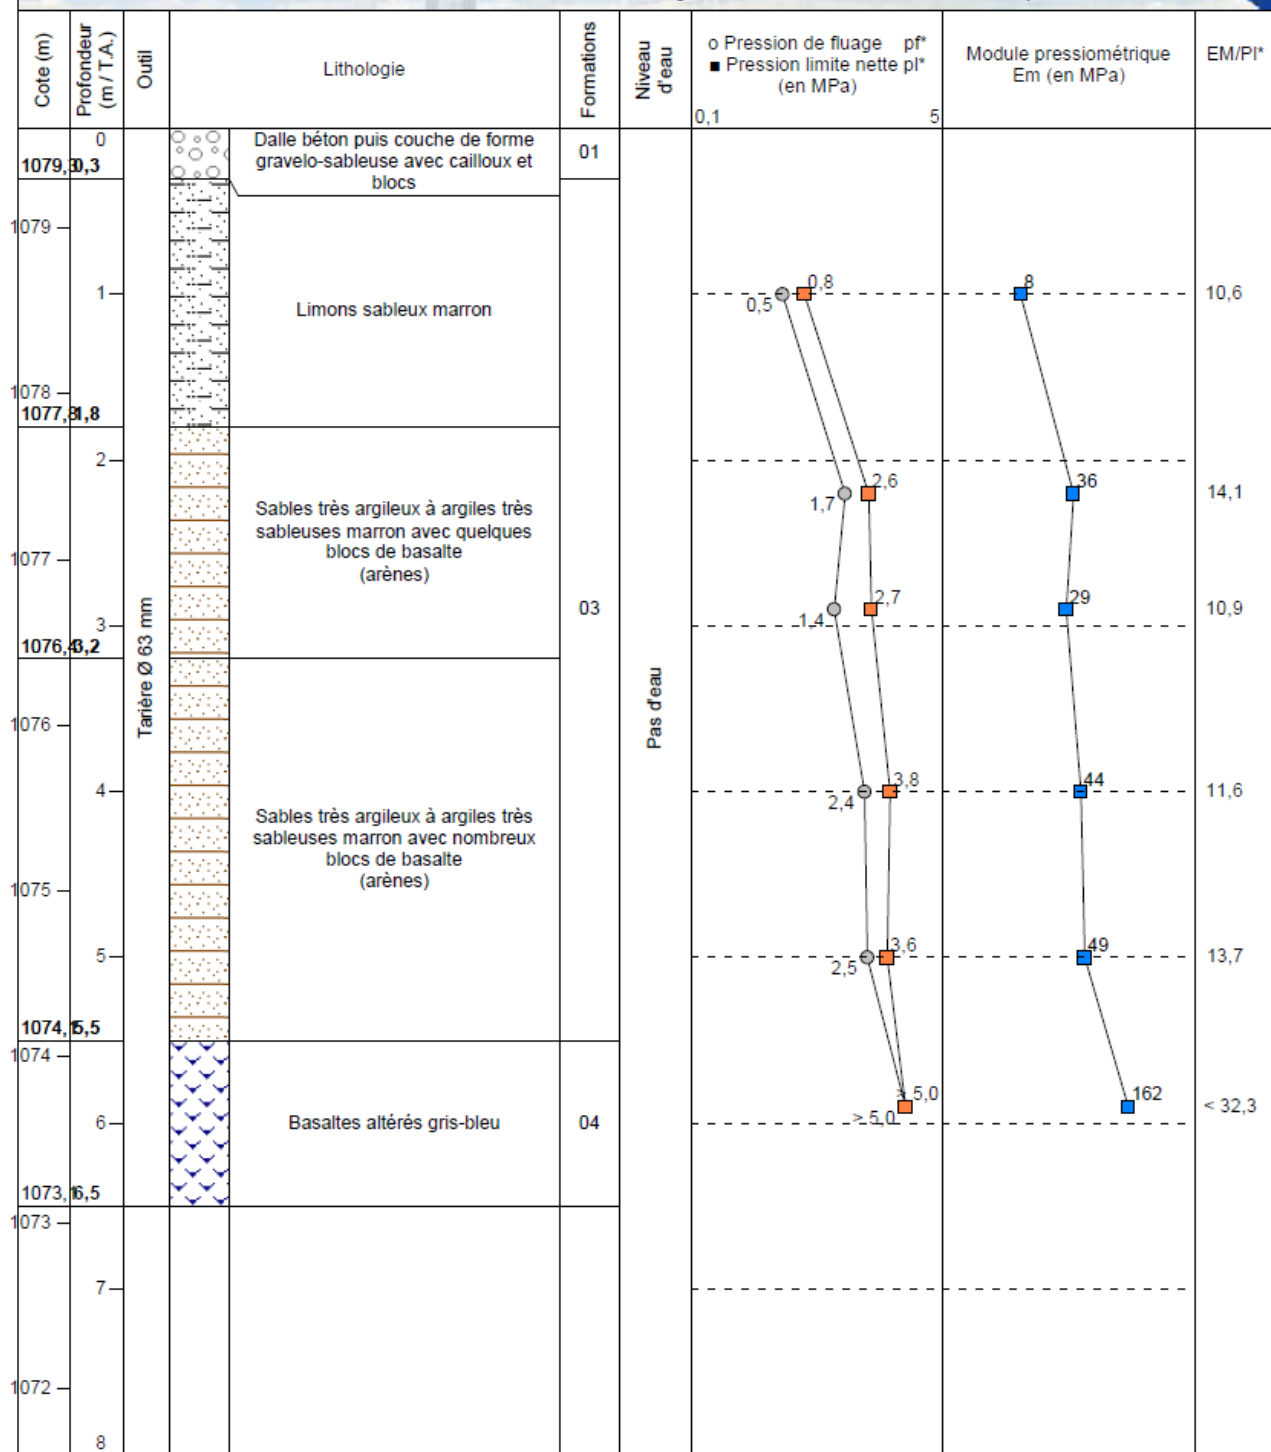 Cote (m)
Profondeur
(m / T.A.)
Outil
Lithologie
Formations
Niveau
d'eau
o Pression de fluage pf*
■ Pression limite nette pl*
(en MPa)
0,1 5
Module pressiométrique
Em (en MPa)
EM/Pl*
0
Dalle béton puis couche de forme
gravelo-sableuse avec cailloux et
blocs
01
1079,3 0,3
1079
1
Limons sableux marron
0,5
0,8
8
10,6
1078
1077,8 1,8
2
Sables très argileux à argiles très
sableuses marron avec quelques
blocs de basalte
(arènes)
1,7
2,6
36
14,1
1077
03
1,4
2,7
29
10,9
3
1076,4 3,2
Tarière Ø 63 mm
Pas d'eau
1076
4
Sables très argileux à argiles très
sableuses marron avec nombreux
blocs de basalte
(arènes)
2,4
3,8
44
11,6
1075
5
2,5
3,6
49
13,7
1074,1 5,5
1074
6
Basaltes altérés gris-bleu
04
> 5,0
> 5,0
162
< 32,3
1073,1 6,5
1073
7
1072
8